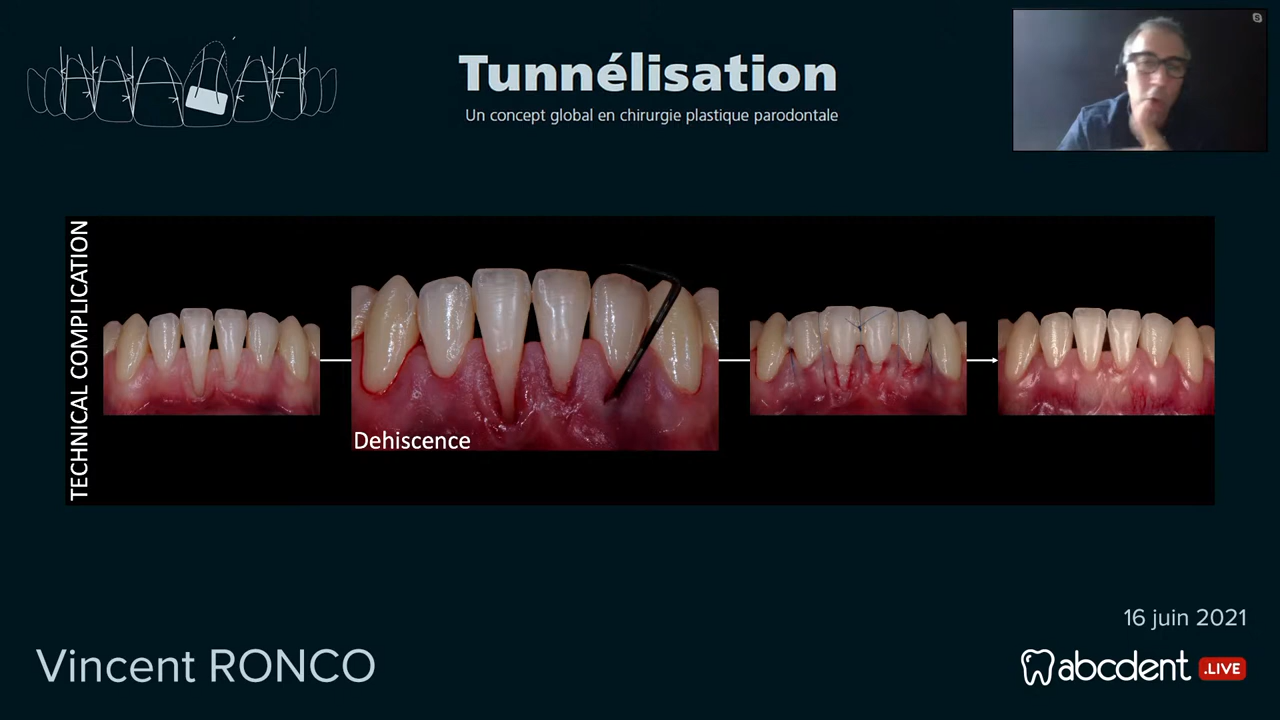 Tunnélisation
Un concept global en chirurgie plastique parodontale
TECHNICAL COMPLICATION
Dehiscence
16 juin 2021
Vincent RONCO
abcdent .LIVE